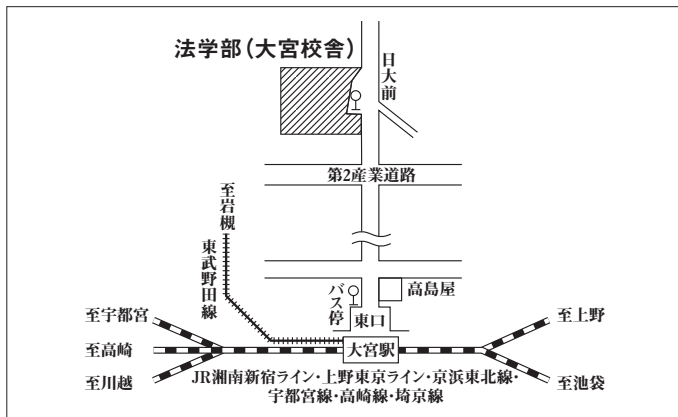 法学部(大宮校舎)
日大前
第2産業道路
至岩槻
東武野田線
バス停
高島屋
東口
至宇都宮
至上野
至高崎
大宮駅
至川越
至池袋
JR湘南新宿ライン・上野東京ライン・京浜東北線・
宇都宮線・高崎線・埼京線